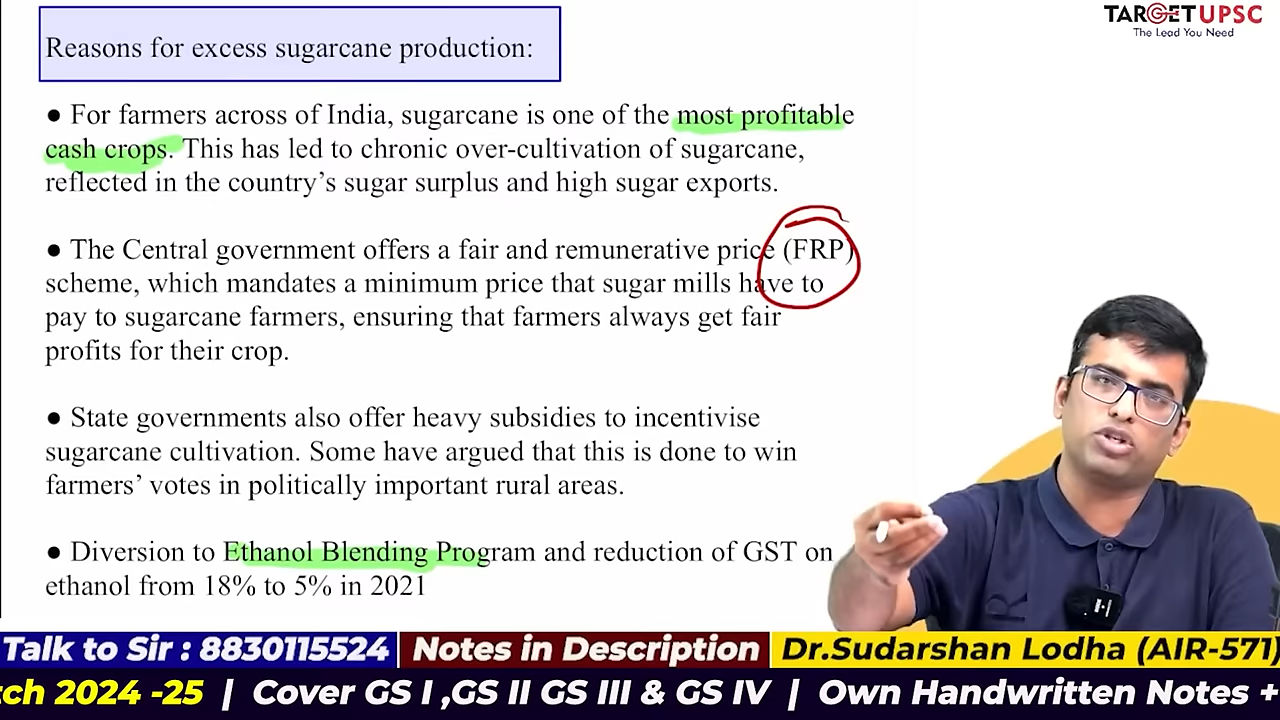 TARGET UPSC
The Lead You Need
Reasons for excess sugarcane production:
● For farmers across of India, sugarcane is one of the most profitable
cash crops. This has led to chronic over-cultivation of sugarcane,
reflected in the country’s sugar surplus and high sugar exports.
● The Central government offers a fair and remunerative price (FRP)
scheme, which mandates a minimum price that sugar mills have to
pay to sugarcane farmers, ensuring that farmers always get fair
profits for their crop.
● State governments also offer heavy subsidies to incentivise
sugarcane cultivation. Some have argued that this is done to win
farmers’ votes in politically important rural areas.
● Diversion to Ethanol Blending Program and reduction of GST on
ethanol from 18% to 5% in 2021
Talk to Sir : 8830115524 Notes in Description Dr.Sudarshan Lodha (AIR-571)
2024 -25 | Cover GS I ,GS II GS III & GS IV | Own Handwritten Notes +